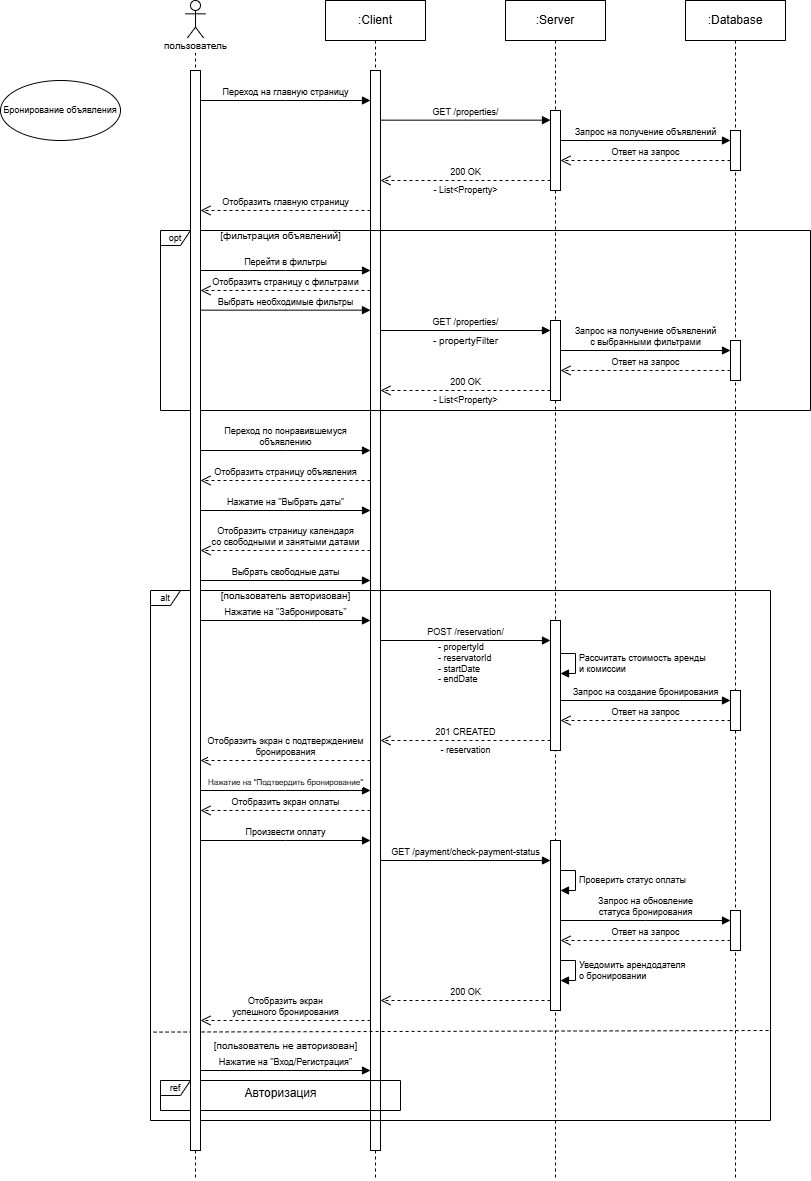 :Client
:Server
:Database
пользователь
Бронирование объявления
Переход на главную страницу
GET /properties/
Запрос на получение объявлений
Ответ на запрос
200 OK
- List<Property>
Отобразить главную страницу
opt
[фильтрация объявлений]
Перейти в фильтры
Отобразить страницу с фильтрами
Выбрать необходимые фильтры
GET /properties/
- propertyFilter
Запрос на получение объявлений
с выбранными фильтрами
Ответ на запрос
200 OK
- List<Property>
Переход по понравившемуся
объявлению
Отобразить страницу объявления
Нажатие на "Выбрать даты"
Отобразить страницу календаря
со свободными и занятыми датами
Выбрать свободные даты
alt
[пользователь авторизован]
Нажатие на "Забронировать"
POST /reservation/
- propertyId
- reservatorId
- startDate
- endDate
Рассчитать стоимость аренды
и комиссии
Запрос на создание бронирования
Ответ на запрос
201 CREATED
- reservation
Отобразить экран с подтверждением
бронирования
Нажатие на "Подтвердить бронирование"
Отобразить экран оплаты
Произвести оплату
GET /payment/check-payment-status
Проверить статус оплаты
Запрос на обновление
статуса бронирования
Ответ на запрос
Уведомить арендодателя
о бронировании
200 OK
Отобразить экран
успешного бронирования
[пользователь не авторизован]
Нажатие на "Вход/Регистрация"
ref
Авторизация